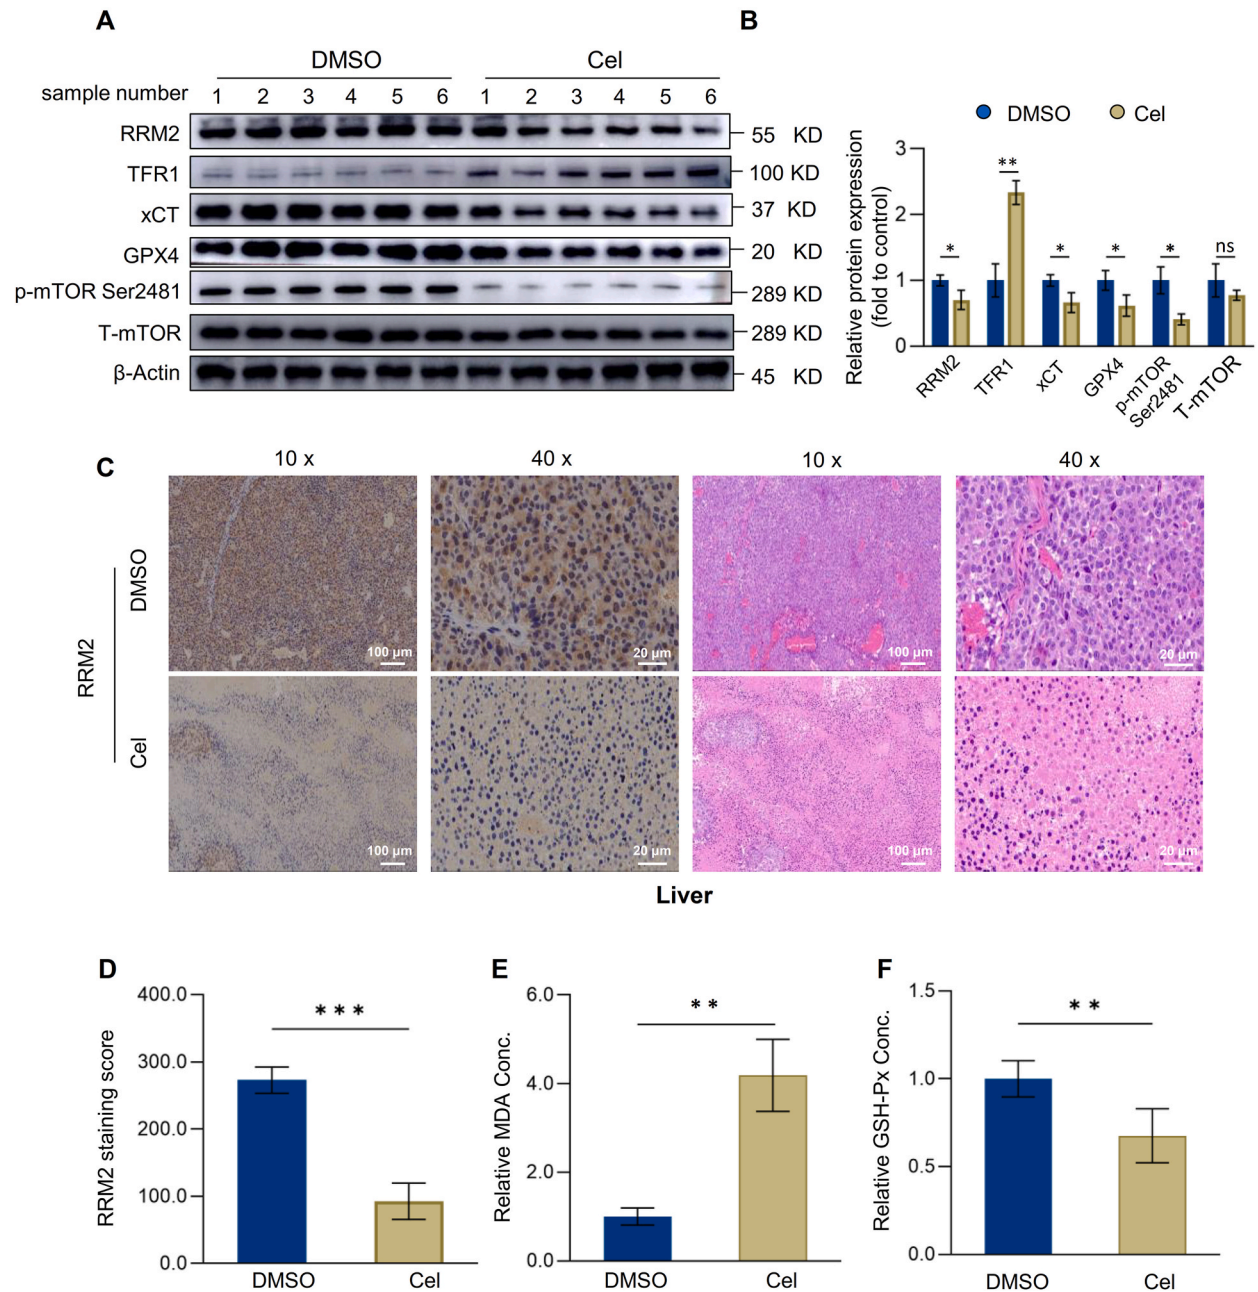 A
DMSO Cel
sample number 1 2 3 4 5 6 1 2 3 4 5 6
RRM2 55 KD
TFR1 100 KD
xCT 37 KD
GPX4 20 KD
p-mTOR Ser2481 289 KD
T-mTOR 289 KD
β-Actin 45 KD
B
DMSO Cel
Relative protein expression
(fold to control)
3
2
1
0
* ** * * * ns
RRM2 TFR1 xCT GPX4 p-mTOR Ser2481 T-mTOR
C
10 x 40 x 10 x 40 x
RRM2
DMSO
100 µm 20 µm 100 µm 20 µm
Cel
100 µm 20 µm 100 µm 20 µm
Liver
D
RRM2 staining score
400.0
300.0
200.0
100.0
0.0
***
DMSO Cel
E
Relative MDA Conc.
6.0
4.0
2.0
0.0
**
DMSO Cel
F
Relative GSH-Px Conc.
1.5
1.0
0.5
0.0
**
DMSO Cel